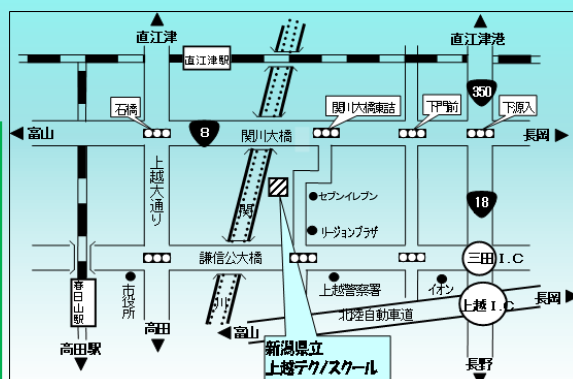 直江津
直江津港
直江津駅
350
石橋
関川大橋東詰
下門前
下源入
富山
8
関川大橋
長岡
上越大通り
セブンイレブン
関
18
リージョンプラザ
謙信公大橋
三田I.C
市役所
上越警察署
イオン
川
春日山駅
北陸自動車道
上越I.C
長岡
高田
富山
新潟県立
上越テクノスクール
高田駅
長野